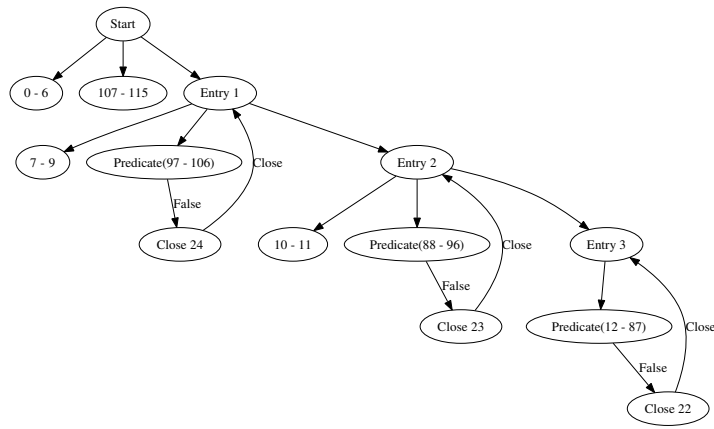 Start
0 - 6
107 - 115
Entry 1
7 - 9
Predicate(97 - 106)
Close
Entry 2
False
Close 24
10 - 11
Predicate(88 - 96)
Close
Entry 3
False
Close 23
Predicate(12 - 87)
Close
False
Close 22